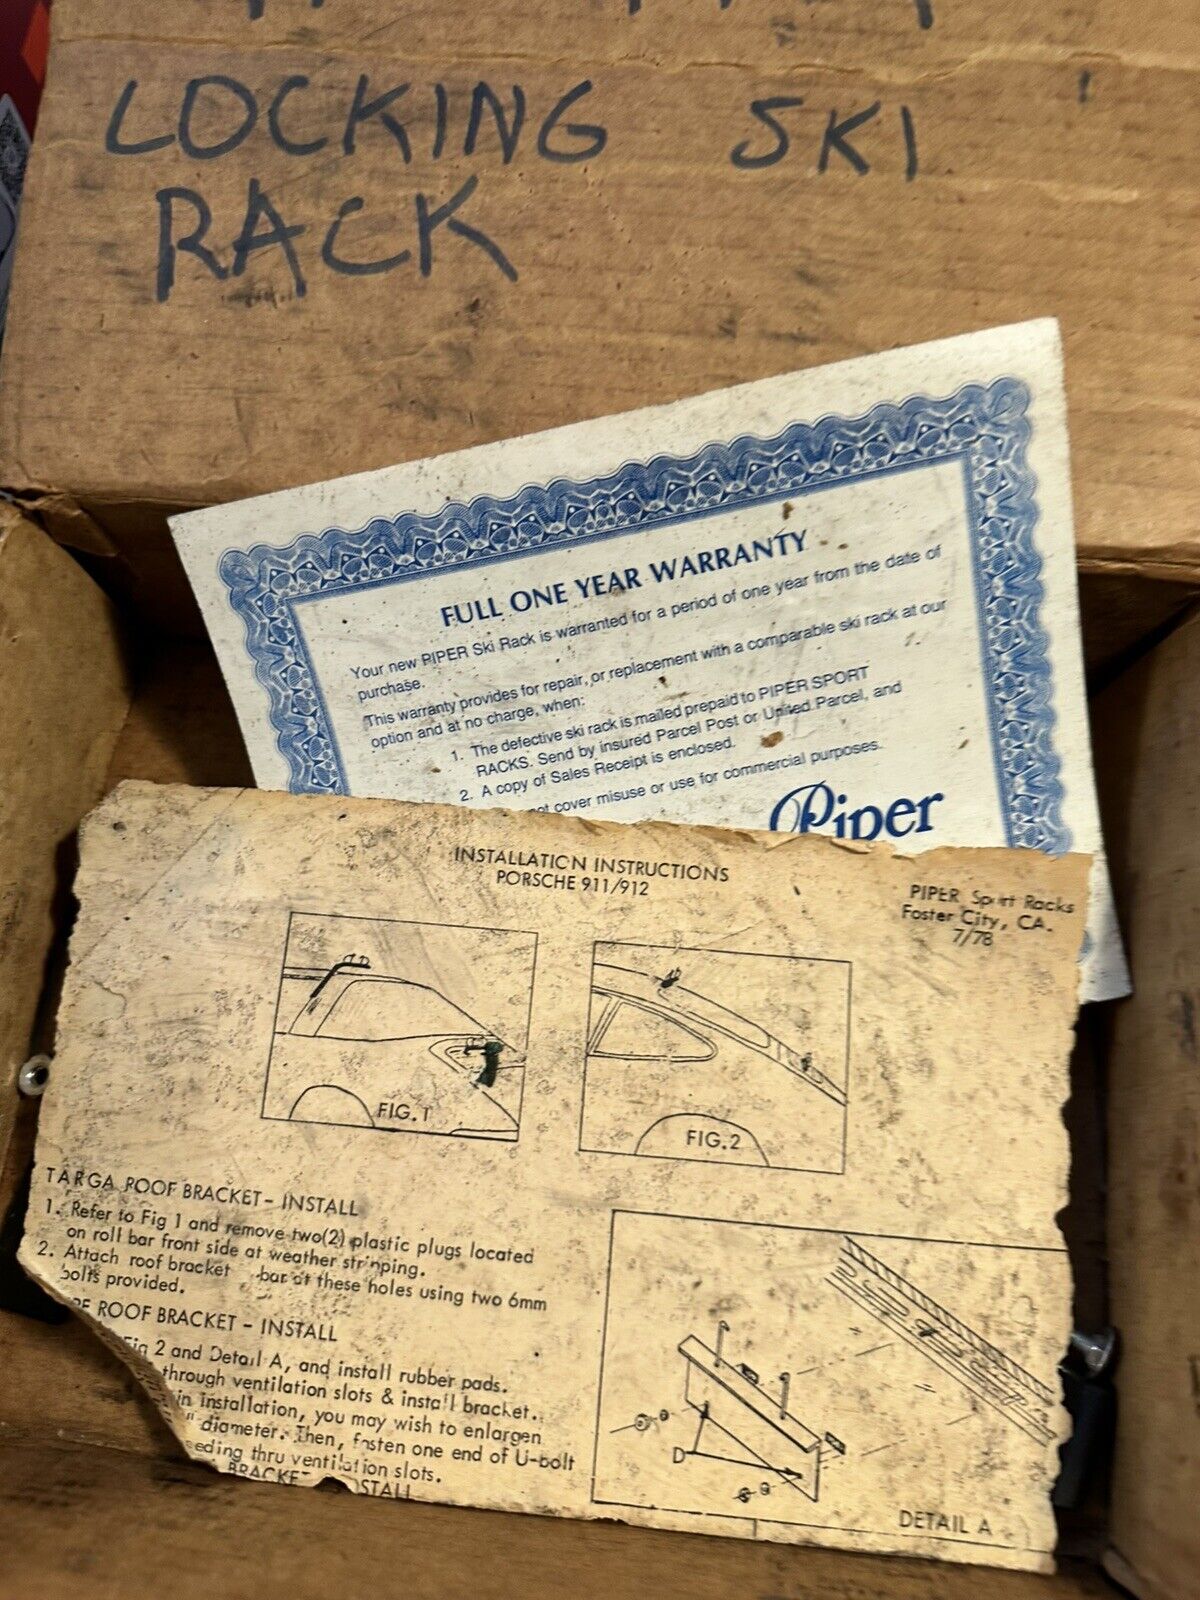 LOCKING SKI
RACK
FULL ONE YEAR WARRANTY
Your new PIPER Ski Rack is warranted for a period of one year from the date of
purchase.
This warranty provides for repair, or replacement with a comparable ski rack at our
option and at no charge, when:
1. The defective ski rack is mailed prepaid to PIPER SPORT
RACKS. Send by insured Parcel Post or United Parcel, and
2. A copy of Sales Receipt is enclosed.
not cover misuse or use for commercial purposes.
Piper
INSTALLATION INSTRUCTIONS
PORSCHE 911/912
PIPER Sport Racks
Foster City, CA.
7/78
FIG.1
FIG.2
TARGA ROOF BRACKET - INSTALL
1. Refer to Fig 1 and remove two(2) plastic plugs located
on roll bar front side at weather stripping.
2. Attach roof bracket bar at these holes using two 6mm
bolts provided.
ROOF BRACKET - INSTALL
Fig 2 and Detail A, and install rubber pads.
through ventilation slots & install bracket.
in installation, you may wish to enlargen
" diameter. Then, fasten one end of U-bolt
eding thru ventilation slots.
BRACKET
STALL
D
DETAIL A